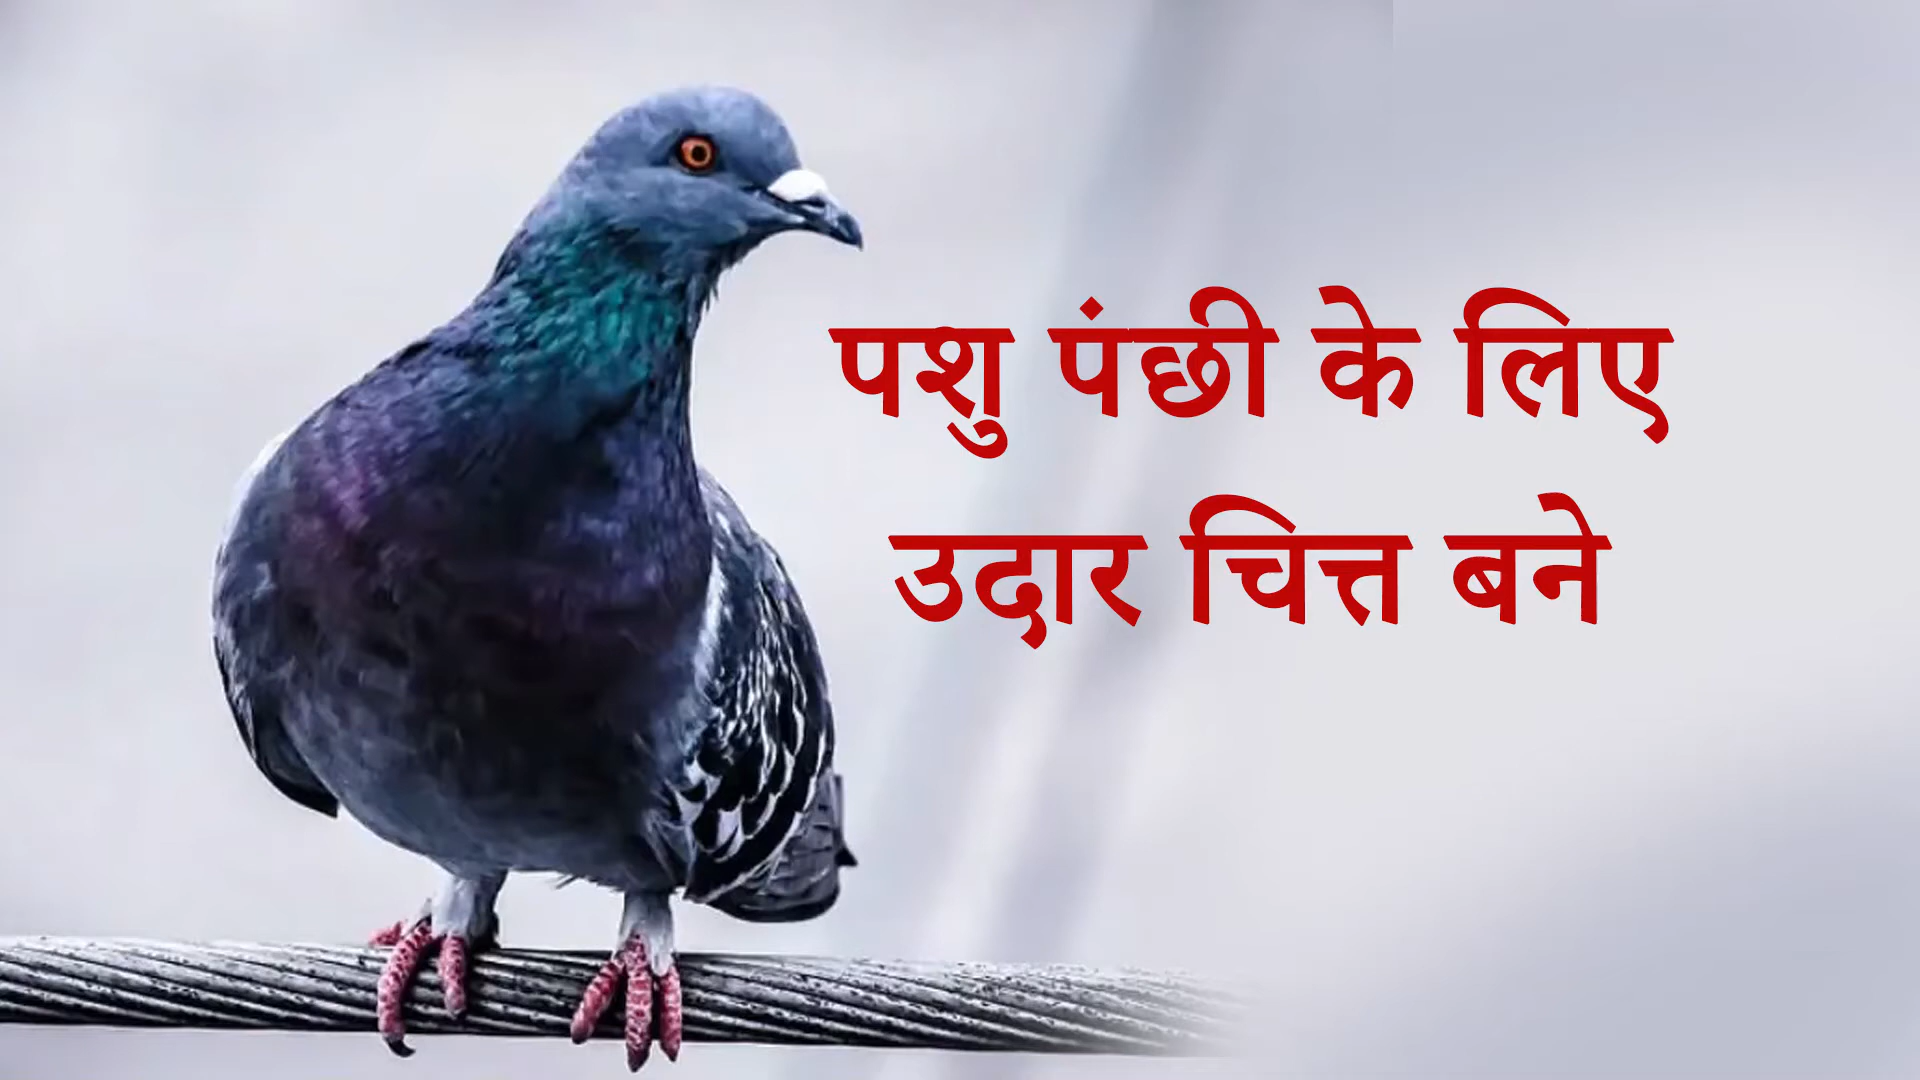 पशु पंछी के लिए
उदार चित्त बने